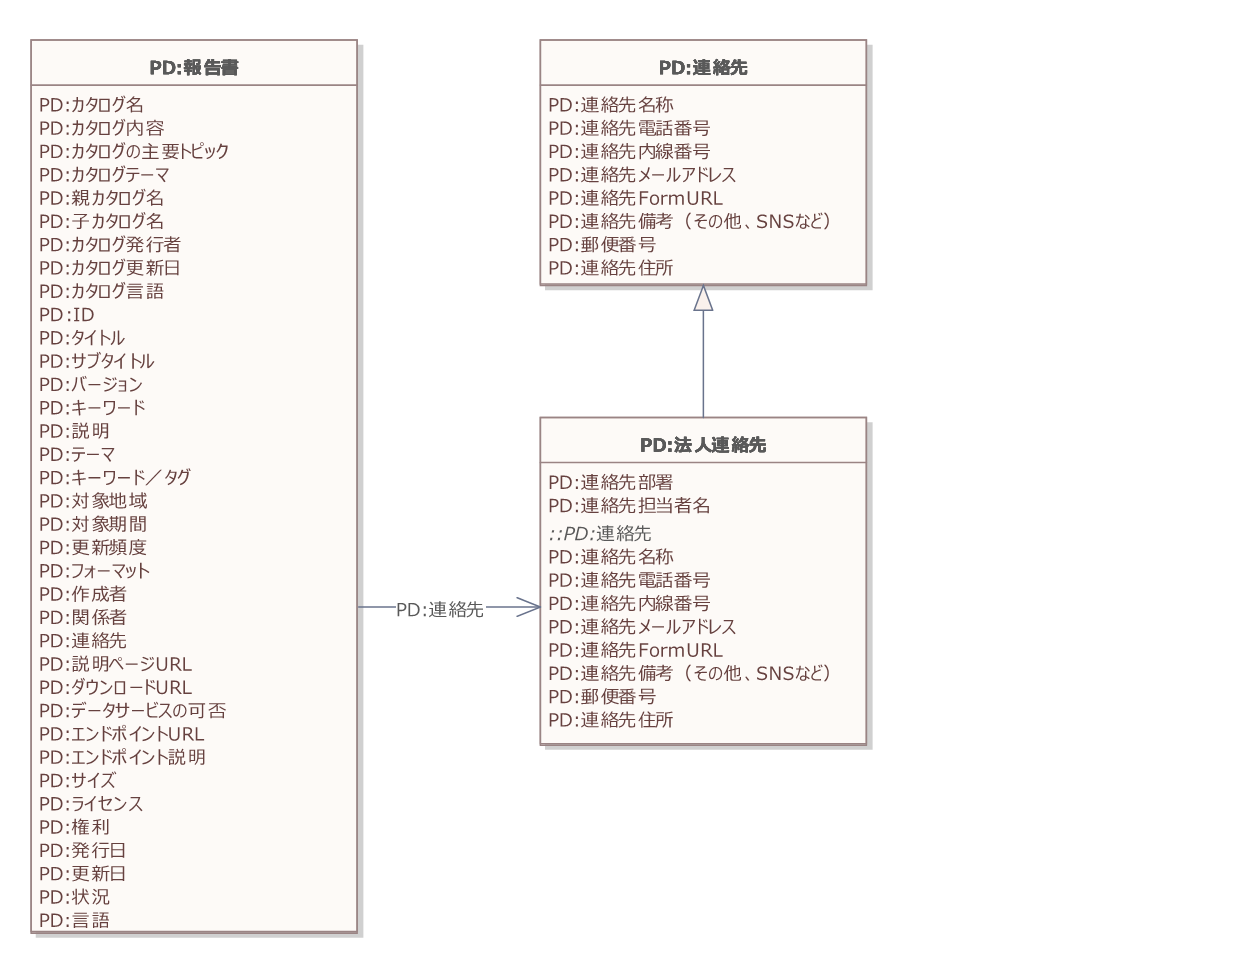 PD:報告書
PD:カタログ名
PD:カタログ内容
PD:カタログの主要トピック
PD:カタログテーマ
PD:親カタログ名
PD:子カタログ名
PD:カタログ発行者
PD:カタログ更新日
PD:カタログ言語
PD:ID
PD:タイトル
PD:サブタイトル
PD:バージョン
PD:キーワード
PD:説明
PD:テーマ
PD:キーワード／タグ
PD:対象地域
PD:対象期間
PD:更新頻度
PD:フォーマット
PD:作成者
PD:関係者
PD:連絡先
PD:説明ページURL
PD:ダウンロードURL
PD:データサービスの可否
PD:エンドポイントURL
PD:エンドポイント説明
PD:サイズ
PD:ライセンス
PD:権利
PD:発行日
PD:更新日
PD:状況
PD:言語
PD:連絡先
PD:連絡先
PD:連絡先名称
PD:連絡先電話番号
PD:連絡先内線番号
PD:連絡先メールアドレス
PD:連絡先FormURL
PD:連絡先備考（その他、SNSなど）
PD:郵便番号
PD:連絡先住所
PD:法人連絡先
PD:連絡先部署
PD:連絡先担当者名
::PD:連絡先
PD:連絡先名称
PD:連絡先電話番号
PD:連絡先内線番号
PD:連絡先メールアドレス
PD:連絡先FormURL
PD:連絡先備考（その他、SNSなど）
PD:郵便番号
PD:連絡先住所